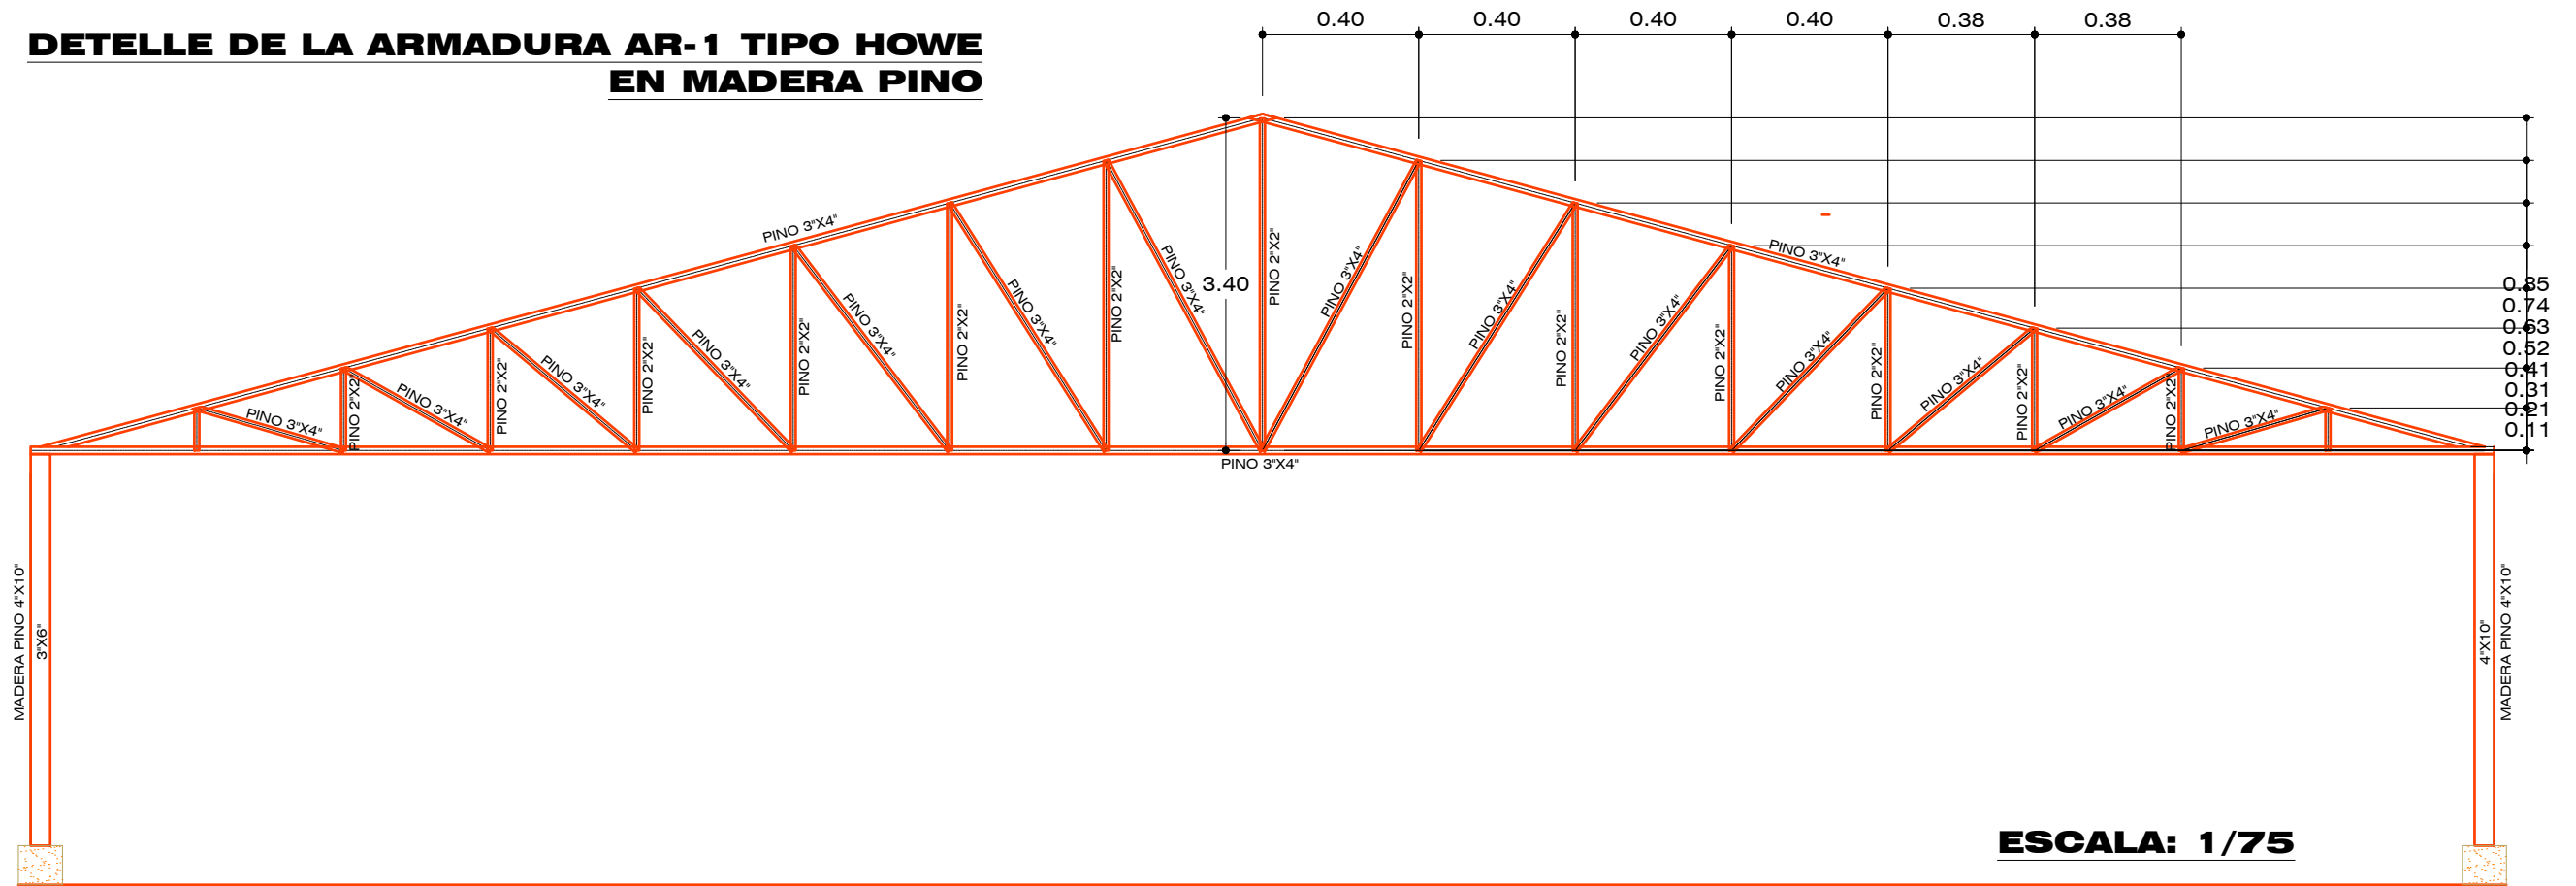 DETELLE DE LA ARMADURA AR-1 TIPO HOWE
EN MADERA PINO
0.40
0.40
0.40
0.40
0.38
0.38
PINO 3"X4"
PINO 3"X4"
3.40
PINO 3"X4"
PINO 2"X2"
PINO 3"X4"
PINO 2"X2"
PINO 3"X4"
PINO 2"X2"
PINO 3"X4"
PINO 2"X2"
PINO 3"X4"
PINO 2"X2"
PINO 3"X4"
PINO 2"X2"
PINO 3"X4"
PINO 2"X2"
PINO 3"X4"
PINO 2"X2"
PINO 3"X4"
PINO 2"X2"
PINO 3"X4"
PINO 2"X2"
PINO 3"X4"
PINO 2"X2"
PINO 3"X4"
PINO 2"X2"
PINO 3"X4"
PINO 2"X2"
PINO 3"X4"
0.85
0.74
0.63
0.52
0.41
0.31
0.21
0.11
PINO 3"X4"
MADERA PINO 4"X10"
3"X6"
4"X10"
MADERA PINO 4"X10"
ESCALA: 1/75